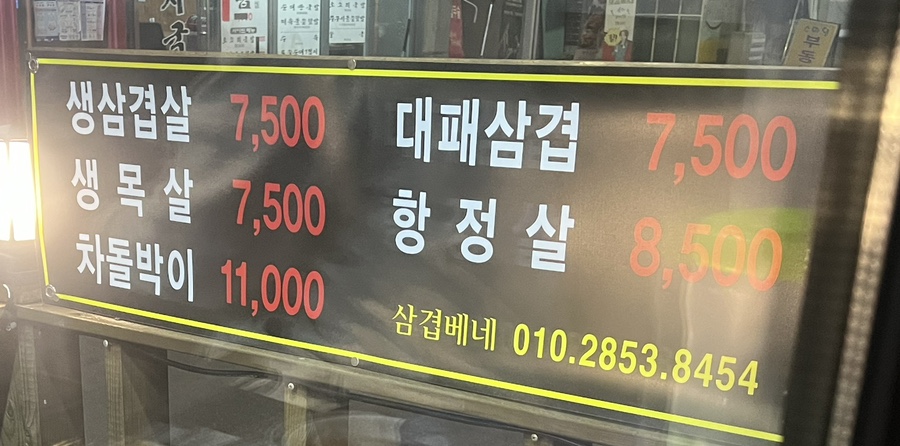 생삼겹살 7,500
생목살 7,500
차돌박이 11,000
대패삼겹 7,500
항정살 8,500
삼겹베네 010.2853.8454